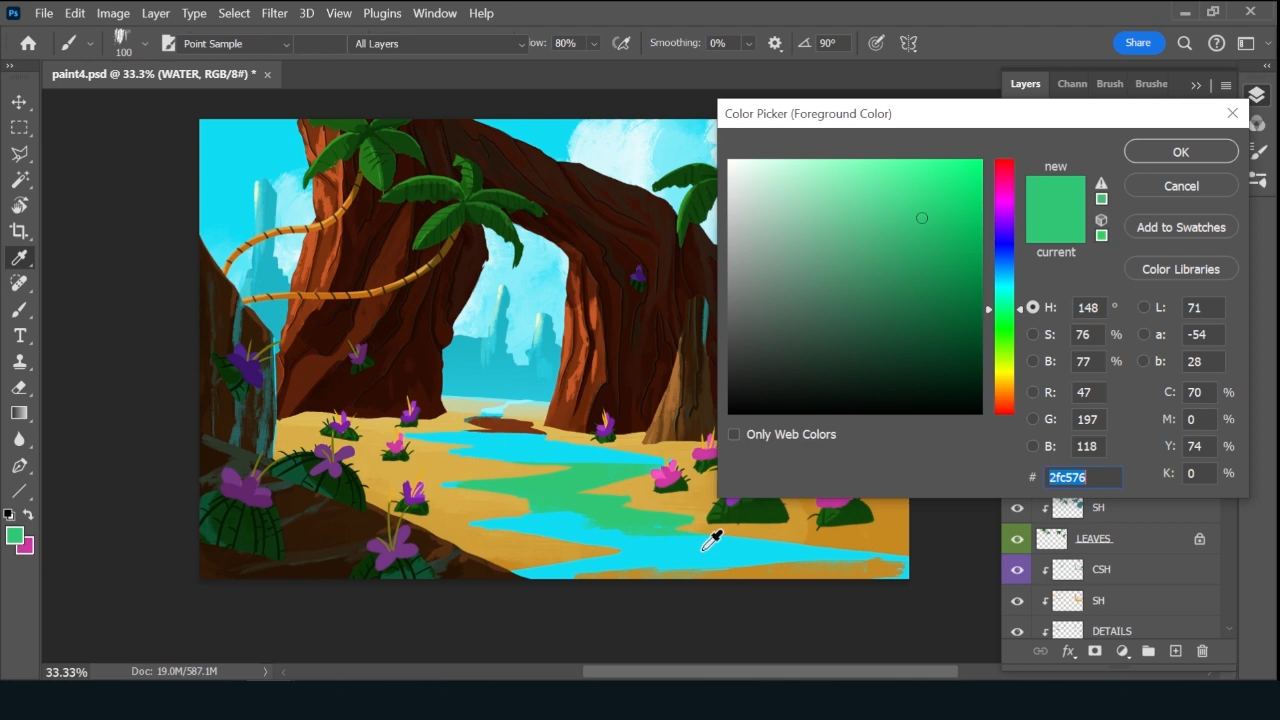 Ps File Edit Image Layer Type Select Filter 3D View Plugins Window Help
100 Point Sample All Layers low: 80% Smoothing: 0% 90° Share
paint4.psd @ 33.3% (WATER, RGB/8#) *
Layers Chann Brush Brushe
Color Picker (Foreground Color)
new
current
OK
Cancel
Add to Swatches
Color Libraries
H: 148 ° L: 71
S: 76 % a: -54
B: 77 % b: 28
R: 47 C: 70 %
G: 197 M: 0 %
B: 118 Y: 74 %
# 2fc576 K: 0 %
Only Web Colors
SH
LEAVES
CSH
SH
DETAILS
33.33% Doc: 19.0M/587.1M
fx